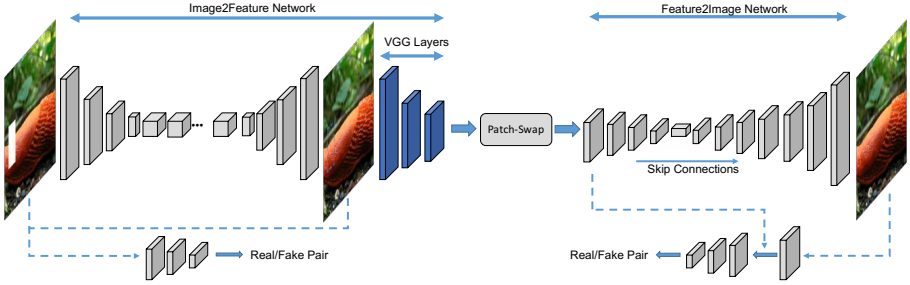 Image2Feature Network
Feature2Image Network
VGG Layers
...
Patch-Swap
Skip Connections
Real/Fake Pair
Real/Fake Pair